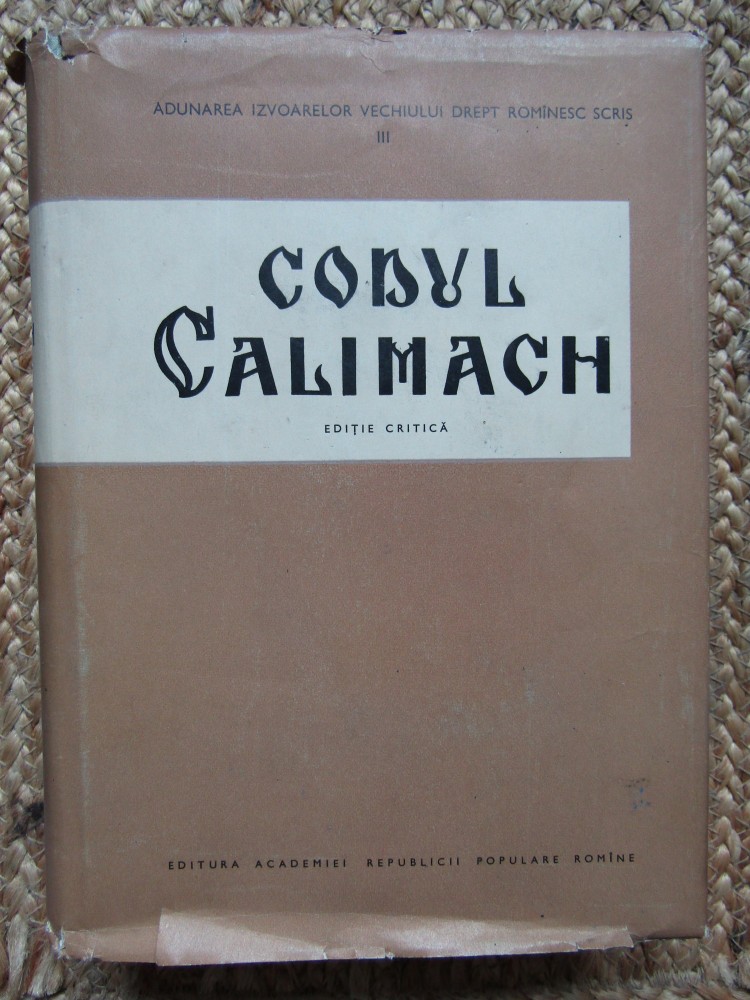 ADUNAREA IZVOARELOR VECHIULUI DREPT ROMÎNESC SCRIS
III
CODUL
CALIMACH
EDIȚIE CRITICĂ
EDITURA ACADEMIEI REPUBLICII POPULARE ROMÎNE